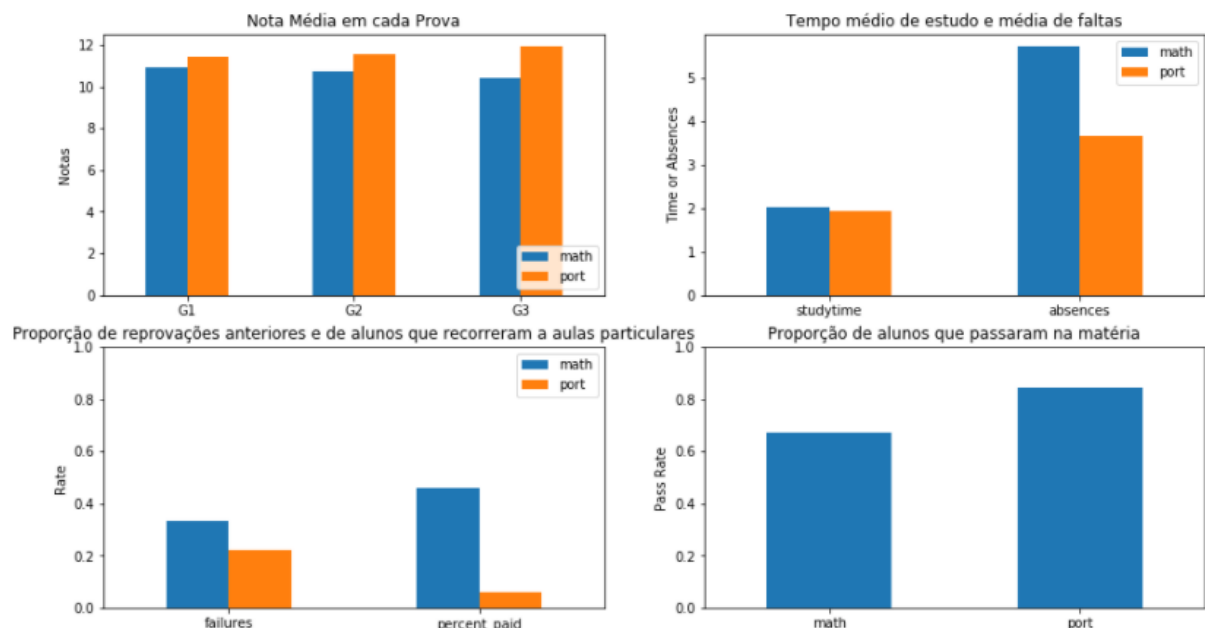 Nota Média em cada Prova
12
10
8
6
4
2
0
Notas
G1 G2 G3
math
port
Tempo médio de estudo e média de faltas
5
4
3
2
1
0
Time or Absences
studytime absences
math
port
Proporção de reprovações anteriores e de alunos que recorreram a aulas particulares
1.0
0.8
0.6
0.4
0.2
0.0
Rate
failures percent_paid
math
port
Proporção de alunos que passaram na matéria
1.0
0.8
0.6
0.4
0.2
0.0
Pass Rate
math port